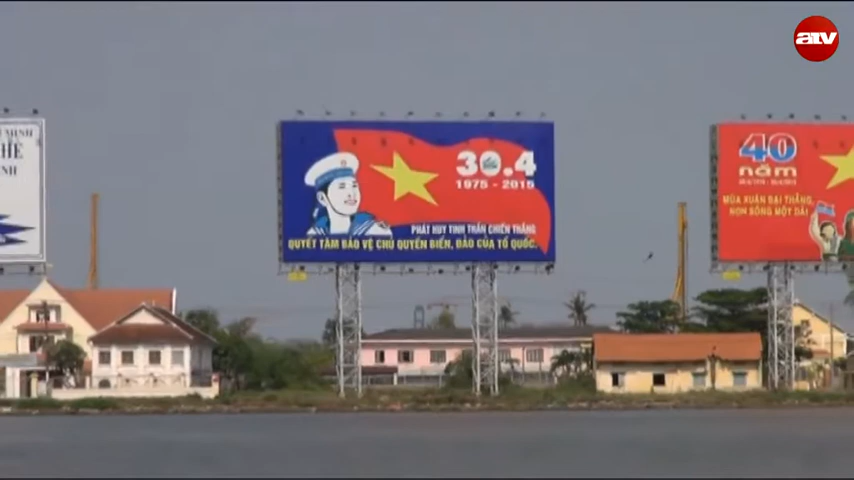 atv
MINH
30.4
1975 - 2015
PHÁT HUY TINH THẦN CHIẾN THẮNG
QUYẾT TÂM BẢO VỆ CHỦ QUYỀN BIỂN, ĐẢO CỦA TỔ QUỐC.
40
năm
MÙA XUÂN ĐẠI THẮNG,
NON SÔNG MỘT DẢI